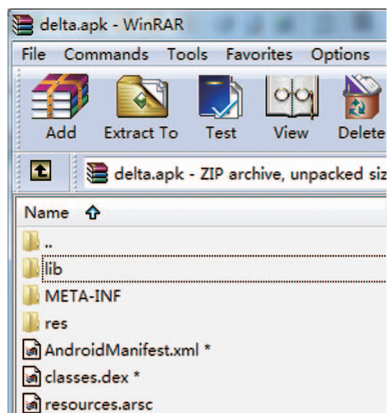 delta.apk - WinRAR
File Commands Tools Favorites Options
Add Extract To Test View Delete
delta.apk - ZIP archive, unpacked siz
Name
..
lib
META-INF
res
AndroidManifest.xml *
classes.dex *
resources.arsc